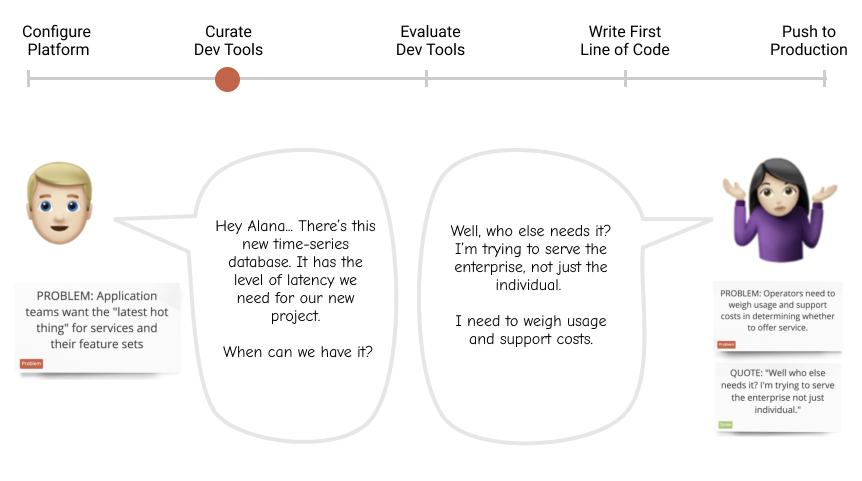 Configure
Platform
Curate
Dev Tools
Evaluate
Dev Tools
Write First
Line of Code
Push to
Production
Hey Alana... There's this
new time-series
database. It has the
level of latency we
need for our new
project.
When can we have it?
Well, who else needs it?
I'm trying to serve the
enterprise, not just the
individual.
I need to weigh usage
and support costs.
PROBLEM: Application
teams want the "latest hot
thing" for services and
their feature sets
Problem
PROBLEM: Operators need to
weigh usage and support
costs in determining whether
to offer service.
Problem
QUOTE: "Well who else
needs it? I'm trying to serve
the enterprise not just
individual."